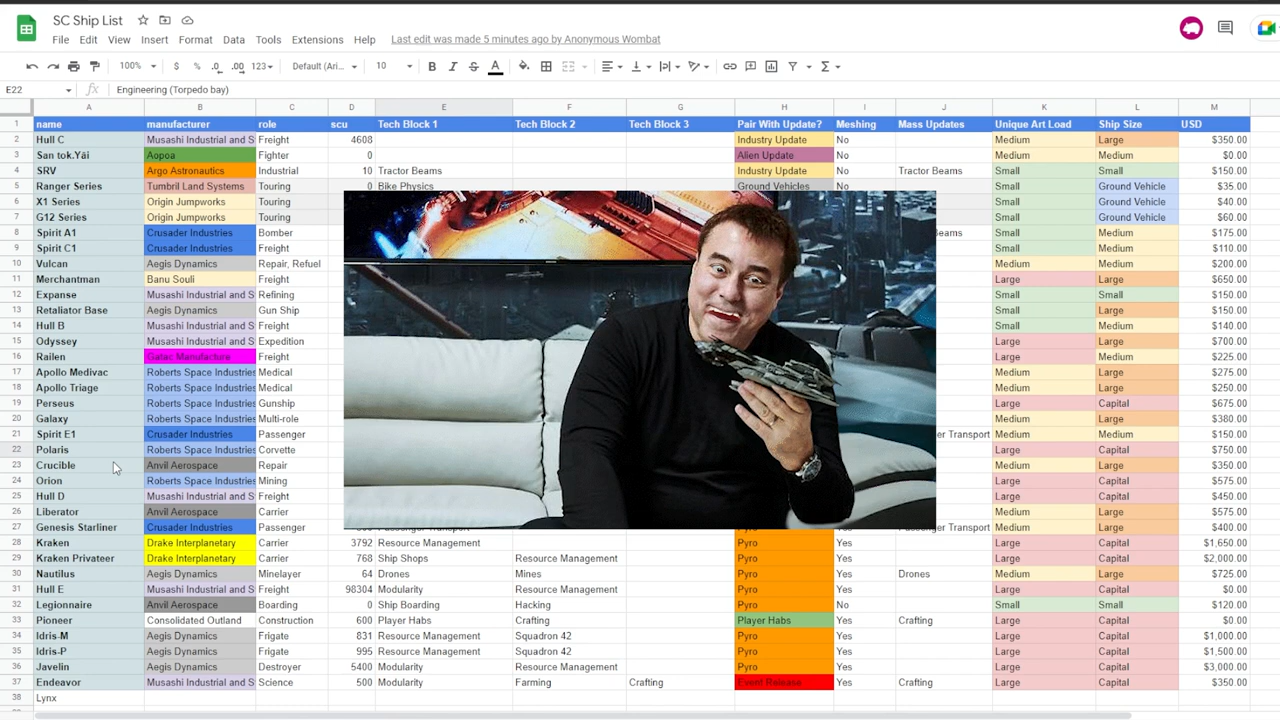 SC Ship List
File Edit View Insert Format Data Tools Extensions Help Last edit was made 5 minutes ago by Anonymous Wombat
100% $ % .0 .00 123 Default (Ari... 10 B I S A
E22 fx Engineering (Torpedo bay)
A B C D E F G H I J K L M
1 name manufacturer role scu Tech Block 1 Tech Block 2 Tech Block 3 Pair With Update? Meshing Mass Updates Unique Art Load Ship Size USD
2 Hull C Musashi Industrial and S Freight 4608 Industry Update No Medium Large $350.00
3 San tok.Yāi Aopoa Fighter 0 Alien Update No Medium Medium $0.00
4 SRV Argo Astronautics Industrial 10 Tractor Beams Industry Update No Tractor Beams Small Small $150.00
5 Ranger Series Tumbril Land Systems Touring 0 Bike Physics Ground Vehicles No Small Ground Vehicle $35.00
6 X1 Series Origin Jumpworks Touring Small Ground Vehicle $40.00
7 G12 Series Origin Jumpworks Touring Small Ground Vehicle $60.00
8 Spirit A1 Crusader Industries Bomber Beams Small Medium $175.00
9 Spirit C1 Crusader Industries Freight Small Medium $110.00
10 Vulcan Aegis Dynamics Repair, Refuel Medium Medium $200.00
11 Merchantman Banu Souli Freight Large Large $650.00
12 Expanse Musashi Industrial and S Refining Small Small $150.00
13 Retaliator Base Aegis Dynamics Gun Ship Small Large $150.00
14 Hull B Musashi Industrial and S Freight Small Medium $140.00
15 Odyssey Musashi Industrial and S Expedition Large Large $700.00
16 Railen Gatac Manufacture Freight Large Medium $225.00
17 Apollo Medivac Roberts Space Industries Medical Medium Large $275.00
18 Apollo Triage Roberts Space Industries Medical Medium Large $250.00
19 Perseus Roberts Space Industries Gunship Large Capital $675.00
20 Galaxy Roberts Space Industries Multi-role Medium Large $380.00
21 Spirit E1 Crusader Industries Passenger er Transport Medium Medium $150.00
22 Polaris Roberts Space Industries Corvette Large Capital $750.00
23 Crucible Anvil Aerospace Repair Medium Large $350.00
24 Orion Roberts Space Industries Mining Large Capital $575.00
25 Hull D Musashi Industrial and S Freight Large Capital $450.00
26 Liberator Anvil Aerospace Carrier Medium Large $575.00
27 Genesis Starliner Crusader Industries Passenger Passenger Transport Pyro Yes Passenger Transport Medium Large $400.00
28 Kraken Drake Interplanetary Carrier 3792 Resource Management Pyro Yes Large Capital $1,650.00
29 Kraken Privateer Drake Interplanetary Carrier 768 Ship Shops Resource Management Pyro Yes Large Capital $2,000.00
30 Nautilus Aegis Dynamics Minelayer 64 Drones Mines Pyro Yes Drones Medium Large $725.00
31 Hull E Musashi Industrial and S Freight 98304 Modularity Resource Management Pyro Yes Large Capital $0.00
32 Legionnaire Anvil Aerospace Boarding 0 Ship Boarding Hacking Pyro No Small Small $120.00
33 Pioneer Consolidated Outland Construction 600 Player Habs Crafting Player Habs Yes Crafting Large Capital $0.00
34 Idris-M Aegis Dynamics Frigate 831 Resource Management Squadron 42 Pyro Yes Large Capital $1,000.00
35 Idris-P Aegis Dynamics Frigate 995 Resource Management Squadron 42 Pyro Yes Large Capital $1,500.00
36 Javelin Aegis Dynamics Destroyer 5400 Modularity Resource Management Pyro Yes Large Capital $3,000.00
37 Endeavor Musashi Industrial and S Science 500 Modularity Farming Crafting Event Release Yes Crafting Large Capital $350.00
38 Lynx